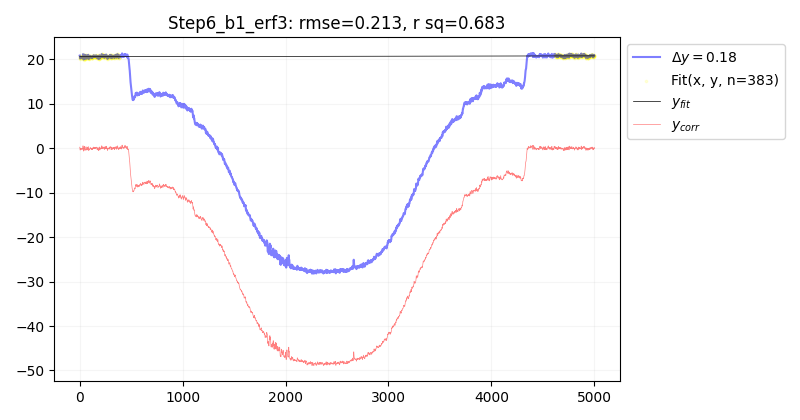 Step6_b1_erf3: rmse=0.213, r sq=0.683
Δy = 0.18
Fit(x, y, n=383)
y_fit
y_corr
20
10
0
−10
−20
−30
−40
−50
0 1000 2000 3000 4000 5000